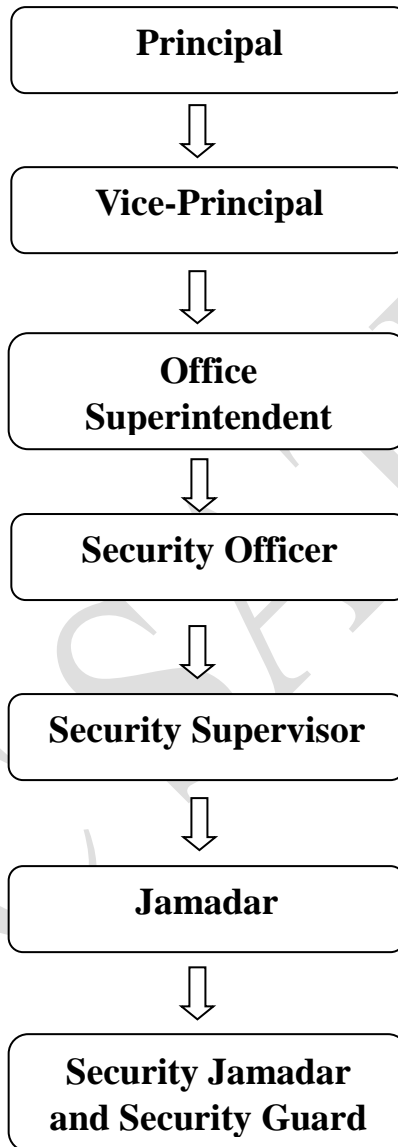 Principal
Vice-Principal
Office
Superintendent
Security Officer
Security Supervisor
Jamadar
Security Jamadar
and Security Guard